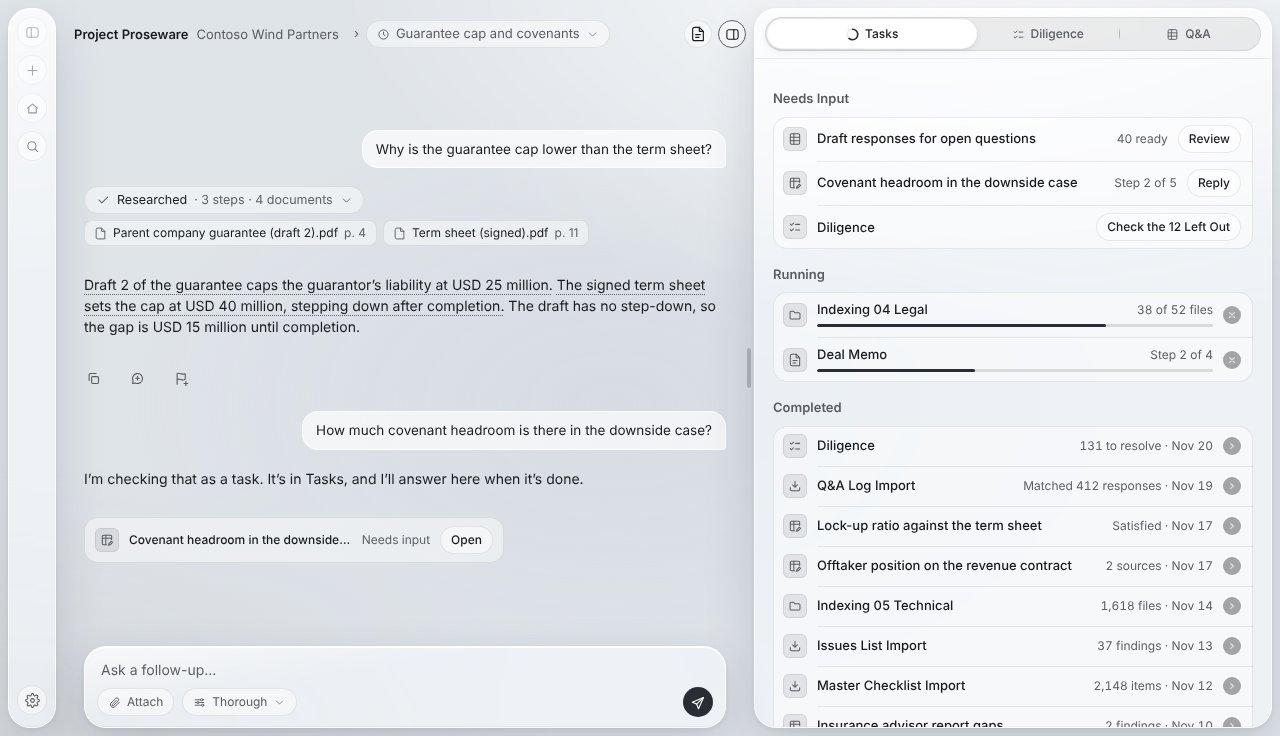 Project Proseware Contoso Wind Partners › Guarantee cap and covenants
Why is the guarantee cap lower than the term sheet?
Researched · 3 steps · 4 documents
Parent company guarantee (draft 2).pdf p. 4 Term sheet (signed).pdf p. 11
Draft 2 of the guarantee caps the guarantor’s liability at USD 25 million. The signed term sheet
sets the cap at USD 40 million, stepping down after completion. The draft has no step-down, so
the gap is USD 15 million until completion.
How much covenant headroom is there in the downside case?
I’m checking that as a task. It’s in Tasks, and I’ll answer here when it’s done.
Covenant headroom in the downside... Needs input Open
Ask a follow-up...
Attach Thorough
Tasks Diligence Q&A
Needs Input
Draft responses for open questions 40 ready Review
Covenant headroom in the downside case Step 2 of 5 Reply
Diligence Check the 12 Left Out
Running
Indexing 04 Legal 38 of 52 files
Deal Memo Step 2 of 4
Completed
Diligence 131 to resolve · Nov 20
Q&A Log Import Matched 412 responses · Nov 19
Lock-up ratio against the term sheet Satisfied · Nov 17
Offtaker position on the revenue contract 2 sources · Nov 17
Indexing 05 Technical 1,618 files · Nov 14
Issues List Import 37 findings · Nov 13
Master Checklist Import 2,148 items · Nov 12
Insurance advisor report gaps 2 findings · Nov 10